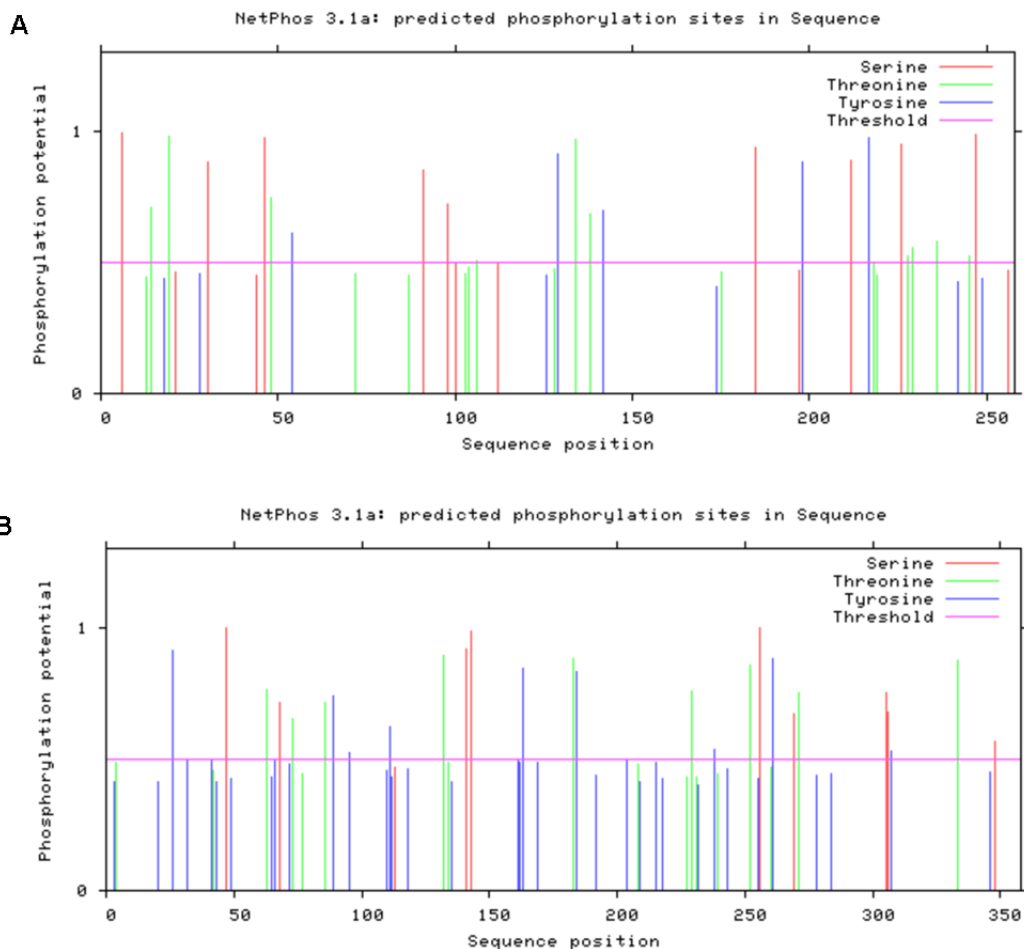 A
NetPhos 3.1a: predicted phosphorylation sites in Sequence
Serine
Threonine
Tyrosine
Threshold
Phosphorylation potential
1
0
0 50 100 150 200 250
Sequence position
B
NetPhos 3.1a: predicted phosphorylation sites in Sequence
Serine
Threonine
Tyrosine
Threshold
Phosphorylation potential
1
0
0 50 100 150 200 250 300 350
Sequence position